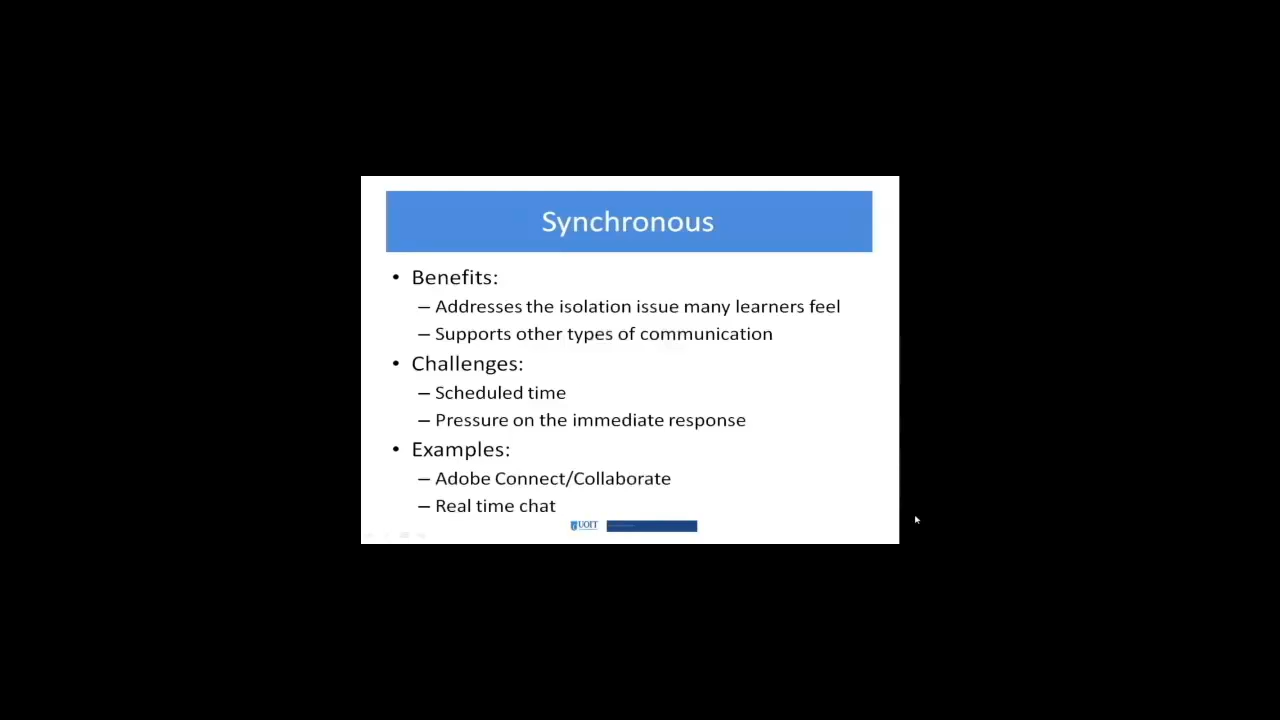 Synchronous
• Benefits:
– Addresses the isolation issue many learners feel
– Supports other types of communication
• Challenges:
– Scheduled time
– Pressure on the immediate response
• Examples:
– Adobe Connect/Collaborate
– Real time chat
UOIT